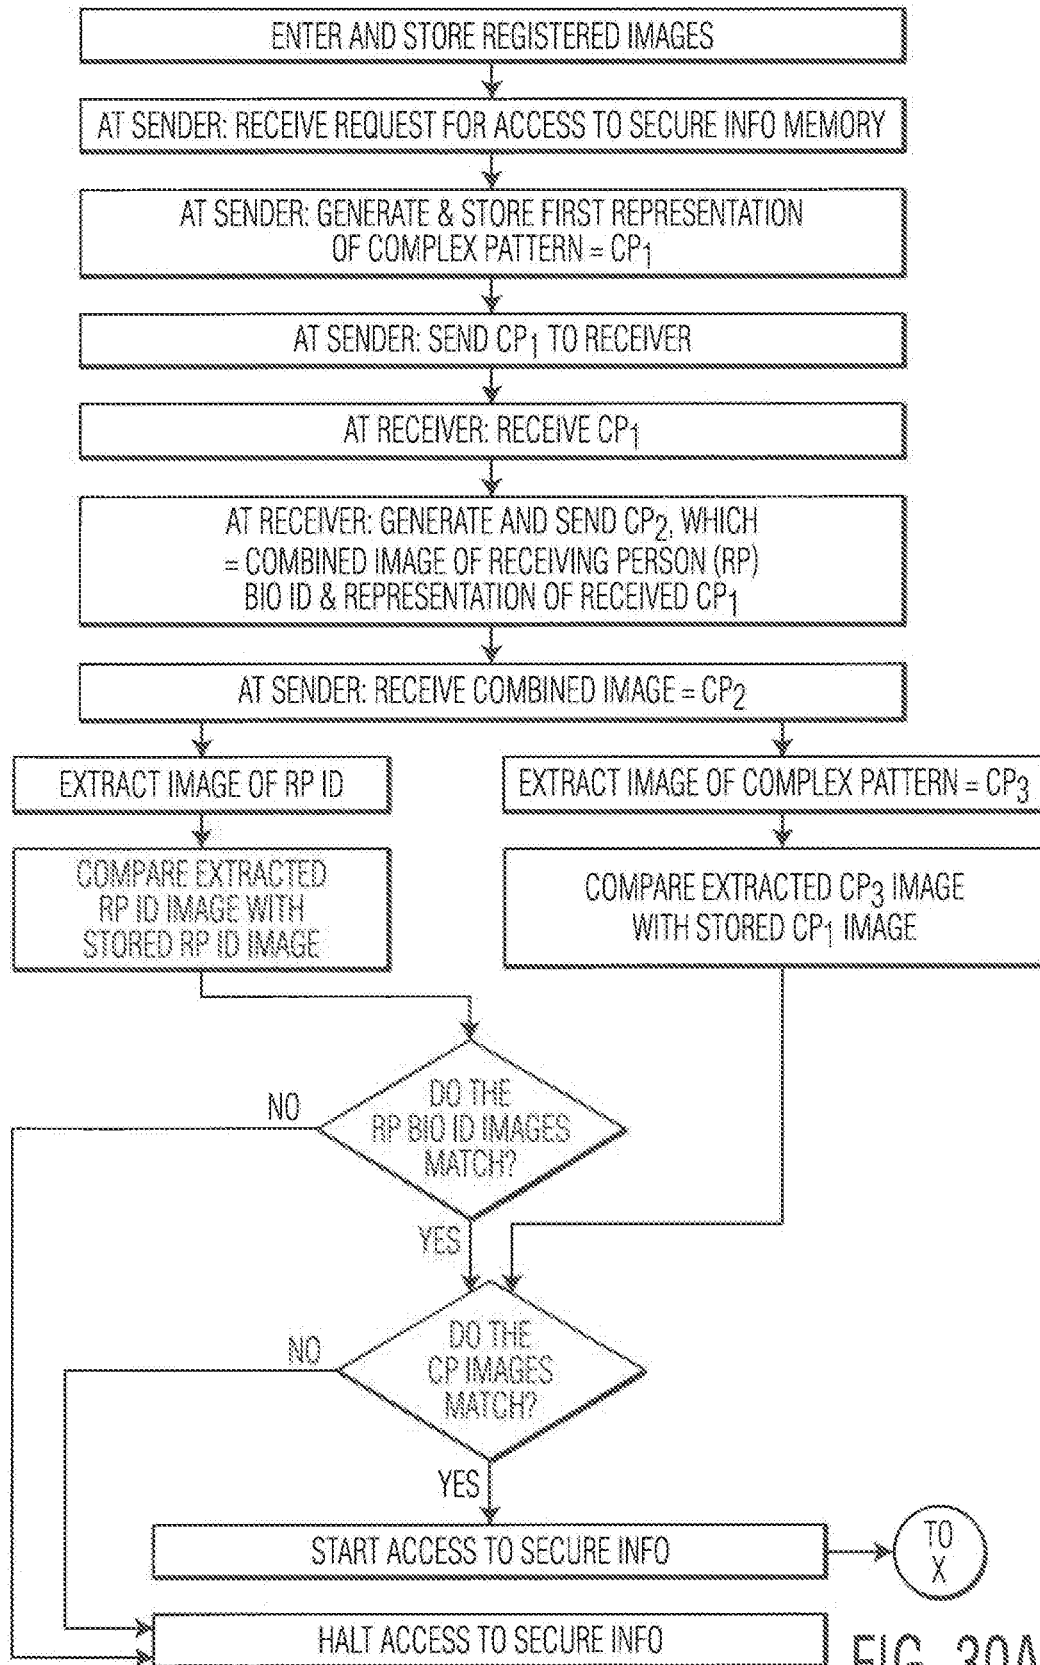 ENTER AND STORE REGISTERED IMAGES
AT SENDER: RECEIVE REQUEST FOR ACCESS TO SECURE INFO MEMORY
AT SENDER: GENERATE & STORE FIRST REPRESENTATION
OF COMPLEX PATTERN = CP1
AT SENDER: SEND CP1 TO RECEIVER
AT RECEIVER: RECEIVE CP1
AT RECEIVER: GENERATE AND SEND CP2, WHICH
= COMBINED IMAGE OF RECEIVING PERSON (RP)
BIO ID & REPRESENTATION OF RECEIVED CP1
AT SENDER: RECEIVE COMBINED IMAGE = CP2
EXTRACT IMAGE OF RP ID
EXTRACT IMAGE OF COMPLEX PATTERN = CP3
COMPARE EXTRACTED
RP ID IMAGE WITH
STORED RP ID IMAGE
COMPARE EXTRACTED CP3 IMAGE
WITH STORED CP1 IMAGE
DO THE
RP BIO ID IMAGES
MATCH?
NO
YES
DO THE
CP IMAGES
MATCH?
NO
YES
START ACCESS TO SECURE INFO
TO
X
HALT ACCESS TO SECURE INFO
FIG. 30A